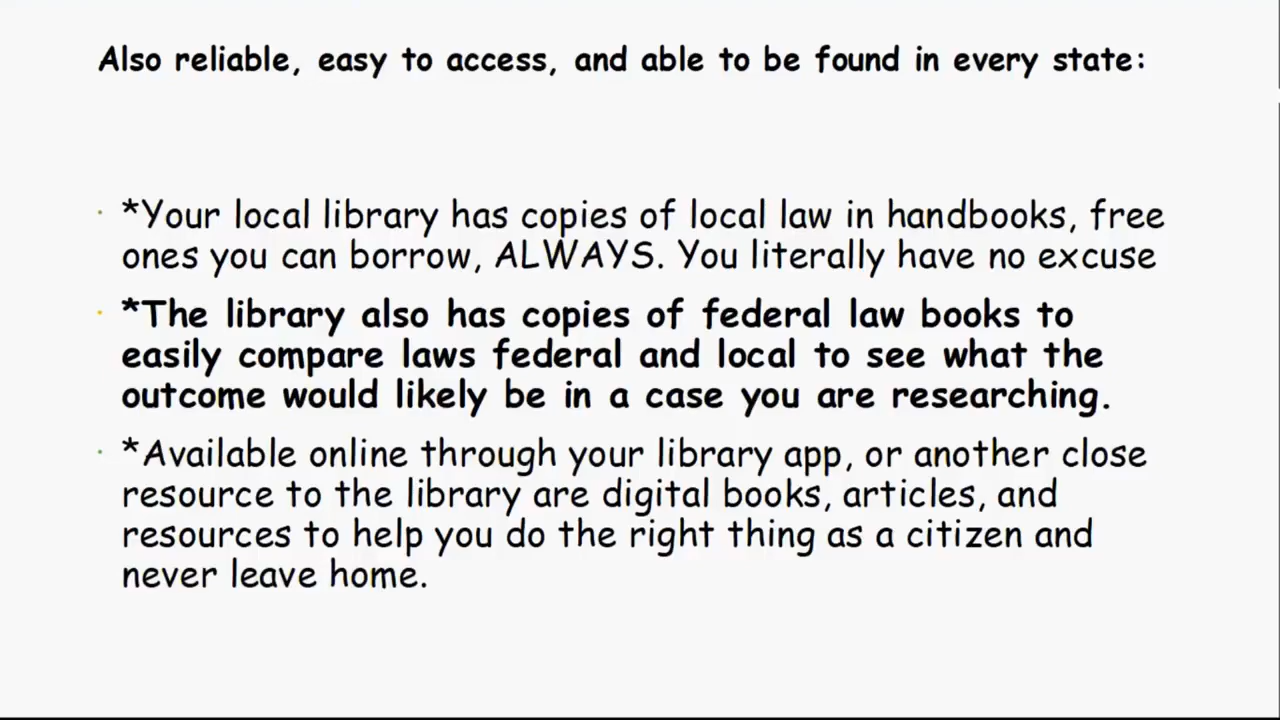 Also reliable, easy to access, and able to be found in every state:
*Your local library has copies of local law in handbooks, free
ones you can borrow, ALWAYS. You literally have no excuse
*The library also has copies of federal law books to
easily compare laws federal and local to see what the
outcome would likely be in a case you are researching.
*Available online through your library app, or another close
resource to the library are digital books, articles, and
resources to help you do the right thing as a citizen and
never leave home.